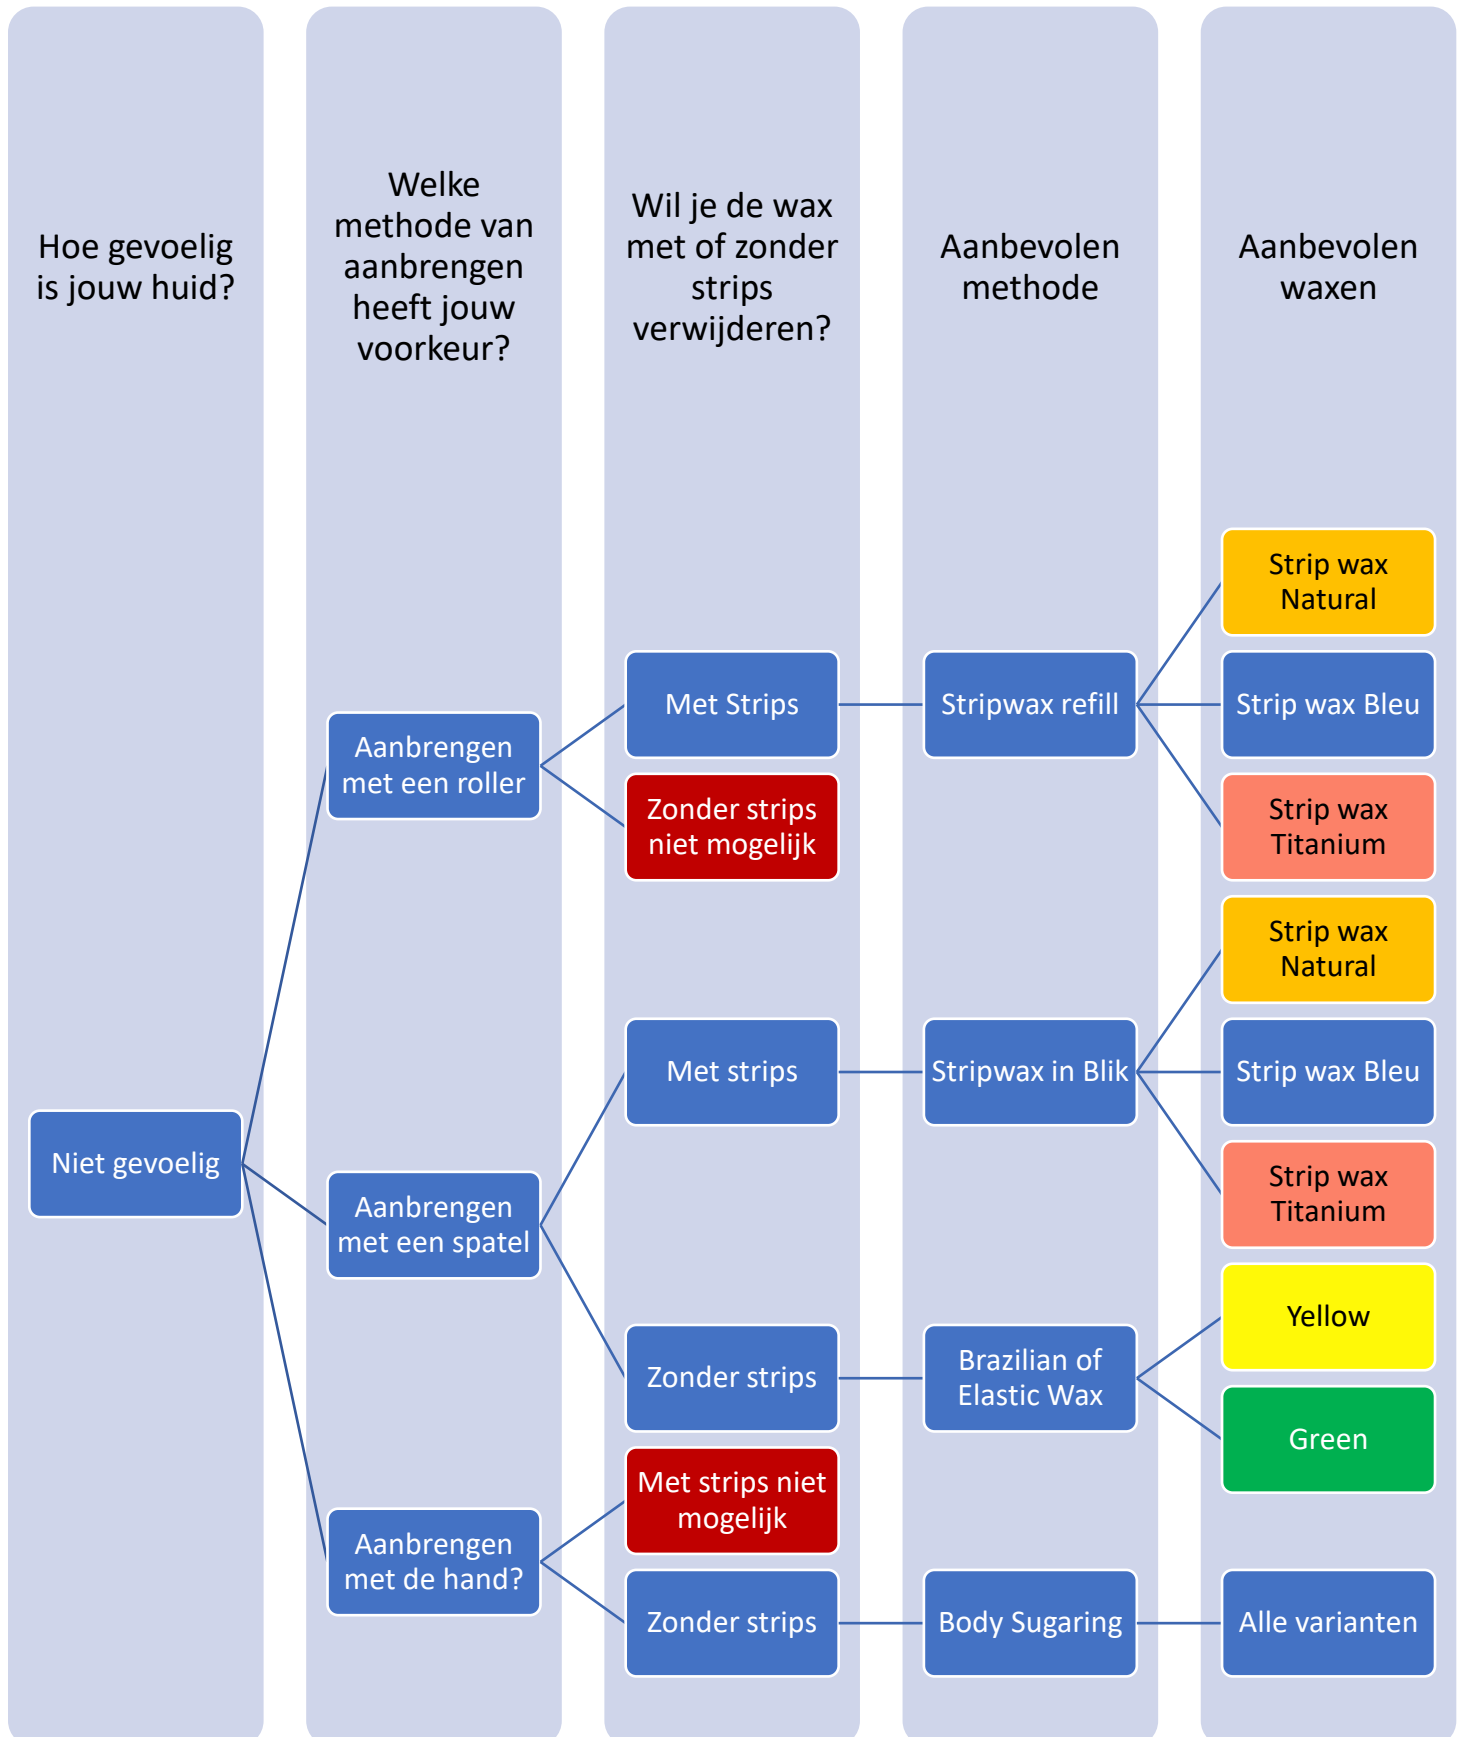 Hoe gevoelig
is jouw huid?
Welke
methode van
aanbrengen
heeft jouw
voorkeur?
Wil je de wax
met of zonder
strips
verwijderen?
Aanbevolen
methode
Aanbevolen
waxen
Niet gevoelig
Aanbrengen
met een roller
Met Strips
Stripwax refill
Strip wax
Natural
Strip wax Bleu
Strip wax
Titanium
Zonder strips
niet mogelijk
Aanbrengen
met een spatel
Met strips
Stripwax in Blik
Strip wax
Natural
Strip wax Bleu
Strip wax
Titanium
Zonder strips
Brazilian of
Elastic Wax
Yellow
Green
Aanbrengen
met de hand?
Met strips niet
mogelijk
Zonder strips
Body Sugaring
Alle varianten